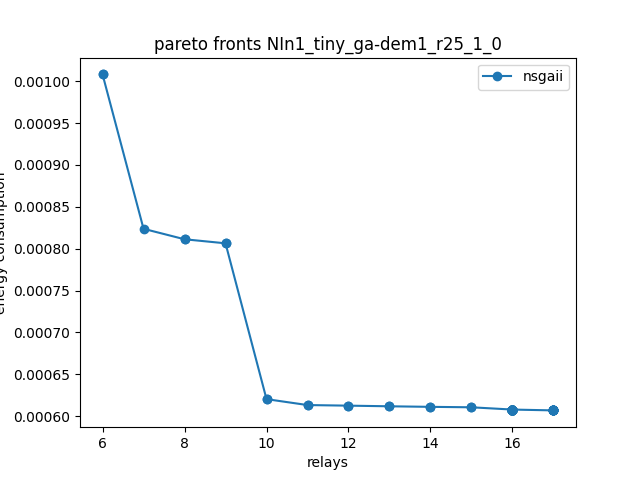 pareto fronts NIn1_tiny_ga-dem1_r25_1_0
nsgaii
0.00100
0.00095
0.00090
0.00085
0.00080
0.00075
0.00070
0.00065
0.00060
energy consumption
6 8 10 12 14 16
relays